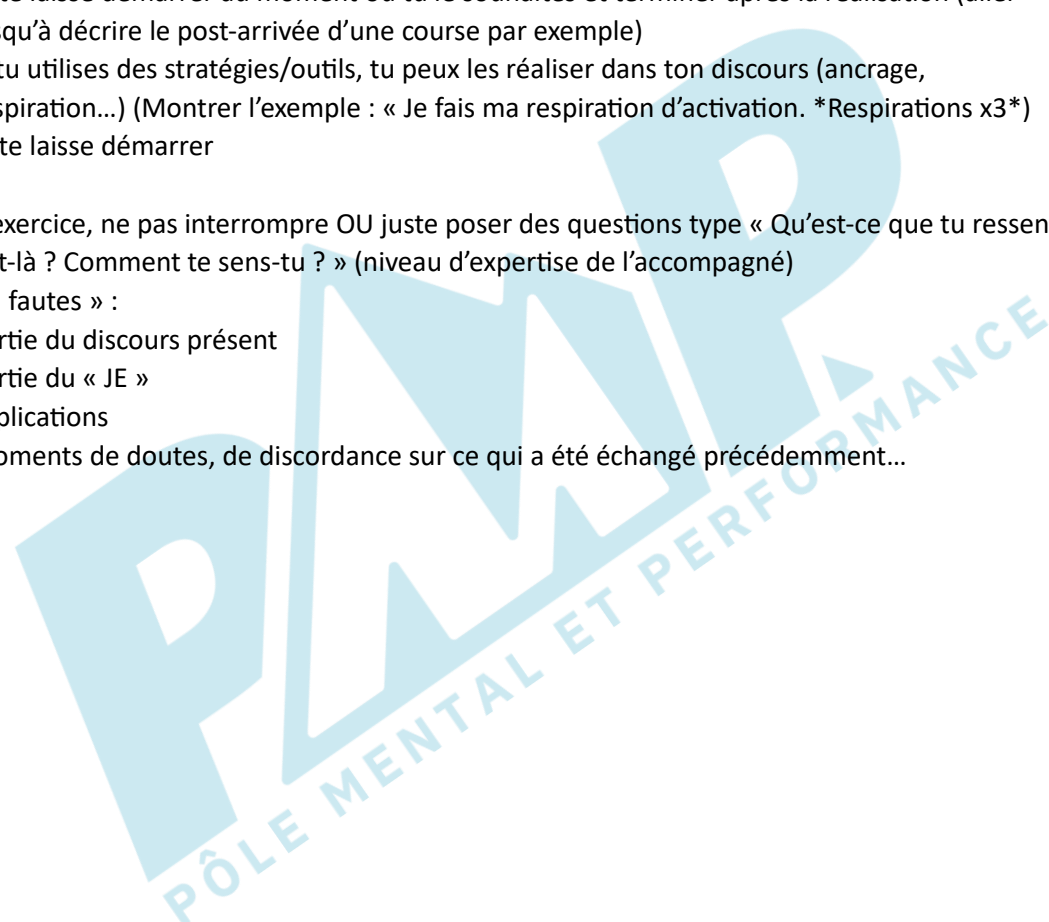 te laisse démarrer au moment où tu le souhaites et terminer après la réalisation (aller
squ'à décrire le post-arrivée d'une course par exemple)
tu utilises des stratégies/outils, tu peux les réaliser dans ton discours (ancrage,
spiration…) (Montrer l'exemple : « Je fais ma respiration d'activation. *Respirations x3*)
te laisse démarrer
exercice, ne pas interrompre OU juste poser des questions type « Qu'est-ce que tu ressen
t-là ? Comment te sens-tu ? » (niveau d'expertise de l'accompagné)
fautes » :
rtie du discours présent
rtie du « JE »
plications
oments de doutes, de discordance sur ce qui a été échangé précédemment…
PMP
PÔLE MENTAL ET PERFORMANCE